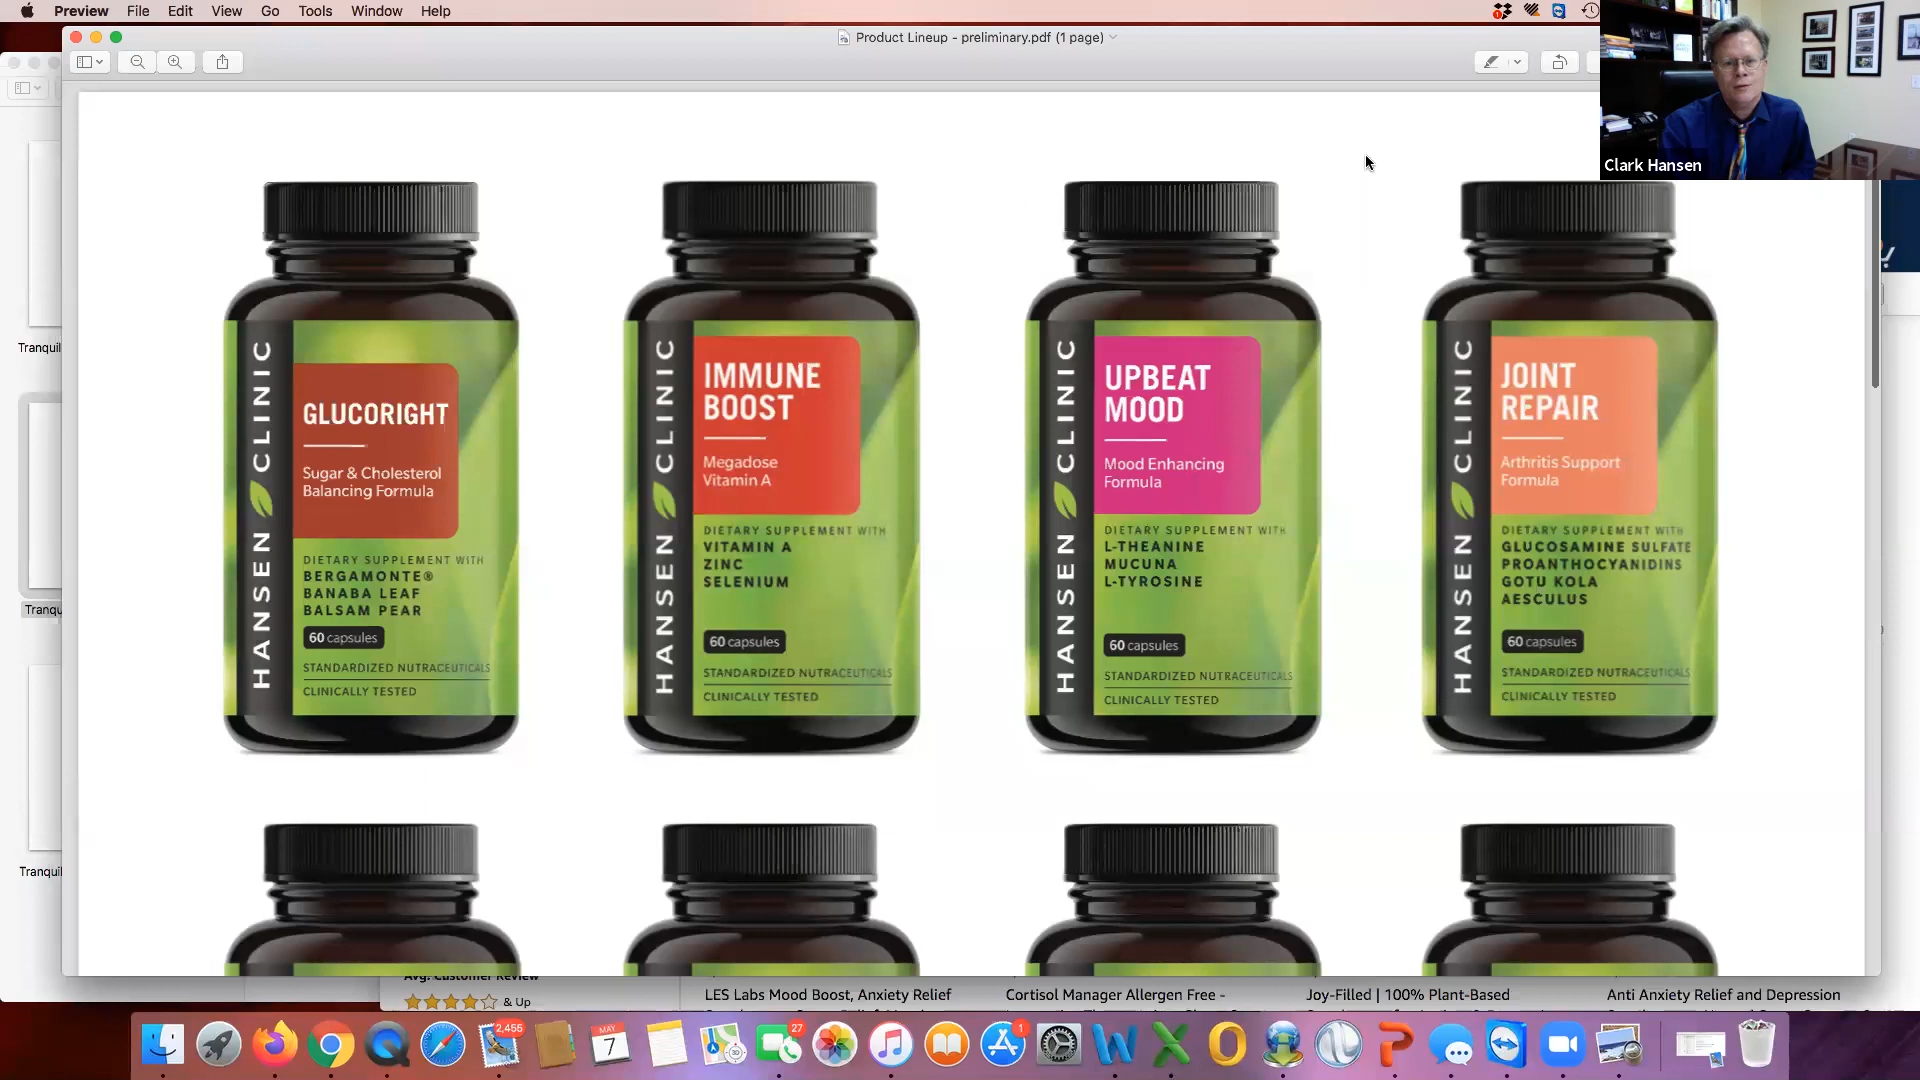 Preview File Edit View Go Tools Window Help
Product Lineup - preliminary.pdf (1 page)
Clark Hansen
HANSEN CLINIC
GLUCORIGHT
Sugar & Cholesterol
Balancing Formula
DIETARY SUPPLEMENT WITH
BERGAMONTE®
BANABA LEAF
BALSAM PEAR
60 capsules
STANDARDIZED NUTRACEUTICALS
CLINICALLY TESTED
HANSEN CLINIC
IMMUNE
BOOST
Megadose
Vitamin A
DIETARY SUPPLEMENT WITH
VITAMIN A
ZINC
SELENIUM
60 capsules
STANDARDIZED NUTRACEUTICALS
CLINICALLY TESTED
HANSEN CLINIC
UPBEAT
MOOD
Mood Enhancing
Formula
DIETARY SUPPLEMENT WITH
L-THEANINE
MUCUNA
L-TYROSINE
60 capsules
STANDARDIZED NUTRACEUTICALS
CLINICALLY TESTED
HANSEN CLINIC
JOINT
REPAIR
Arthritis Support
Formula
DIETARY SUPPLEMENT WITH
GLUCOSAMINE SULFATE
PROANTHOCYANIDINS
GOTU KOLA
AESCULUS
60 capsules
STANDARDIZED NUTRACEUTICALS
CLINICALLY TESTED
Tranquil
Tranqu
Tranquil
Avg. Customer Review
& Up
LES Labs Mood Boost, Anxiety Relief
Cortisol Manager Allergen Free -
Joy-Filled | 100% Plant-Based
Anti Anxiety Relief and Depression
2,455
MAY
7
27
1